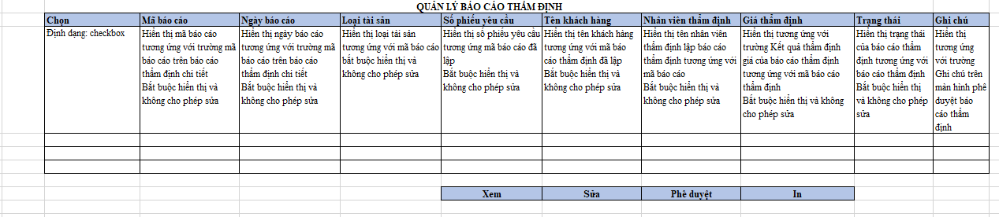 QUẢN LÝ BÁO CÁO THẨM ĐỊNH
Chọn
Mã báo cáo
Ngày báo cáo
Loại tài sản
Số phiếu yêu cầu
Tên khách hàng
Nhân viên thẩm định
Giá thẩm định
Trạng thái
Ghi chú
Định dạng: checkbox
Hiển thị mã báo cáo
tương ứng với trường mã
báo cáo trên báo cáo
thẩm định chi tiết
Bắt buộc hiển thị và
không cho phép sửa
Hiển thị ngày báo cáo
tương ứng với trường mã
báo cáo trên báo cáo
thẩm định chi tiết
Bắt buộc hiển thị và
không cho phép sửa
Hiển thị loại tài sản
tương ứng với mã báo cáo
bắt buộc hiển thị và
không cho phép sửa
Hiển thị số phiếu yêu cầu
tương ứng mã báo cáo đã
lập
Bắt buộc hiển thị và
không cho phép sửa
Hiển thị tên khách hàng
tương ứng với mã báo
cáo thẩm định đã lập
Bắt buộc hiển thị và
không cho phép sửa
Hiển thị tên nhân viên
thẩm định lập báo cáo
thẩm định tương ứng với
mã báo cáo
Bắt buộc hiển thị và
không cho phép sửa
Hiển thị tương ứng với
trường Kết quả thẩm định
giá của báo cáo thẩm định
tương ứng với mã báo cáo
thẩm định
Bắt buộc hiển thị và không
cho phép sửa
Hiển thị trạng thái
của báo cáo thẩm
định tương ứng với
báo cáo thẩm định
Bắt buộc hiển thị
và không cho phép
sửa
Hiển thị
tương ứng
với trường
Ghi chú trên
màn hình phê
duyệt báo
cáo thẩm
định
Xem
Sửa
Phê duyệt
In